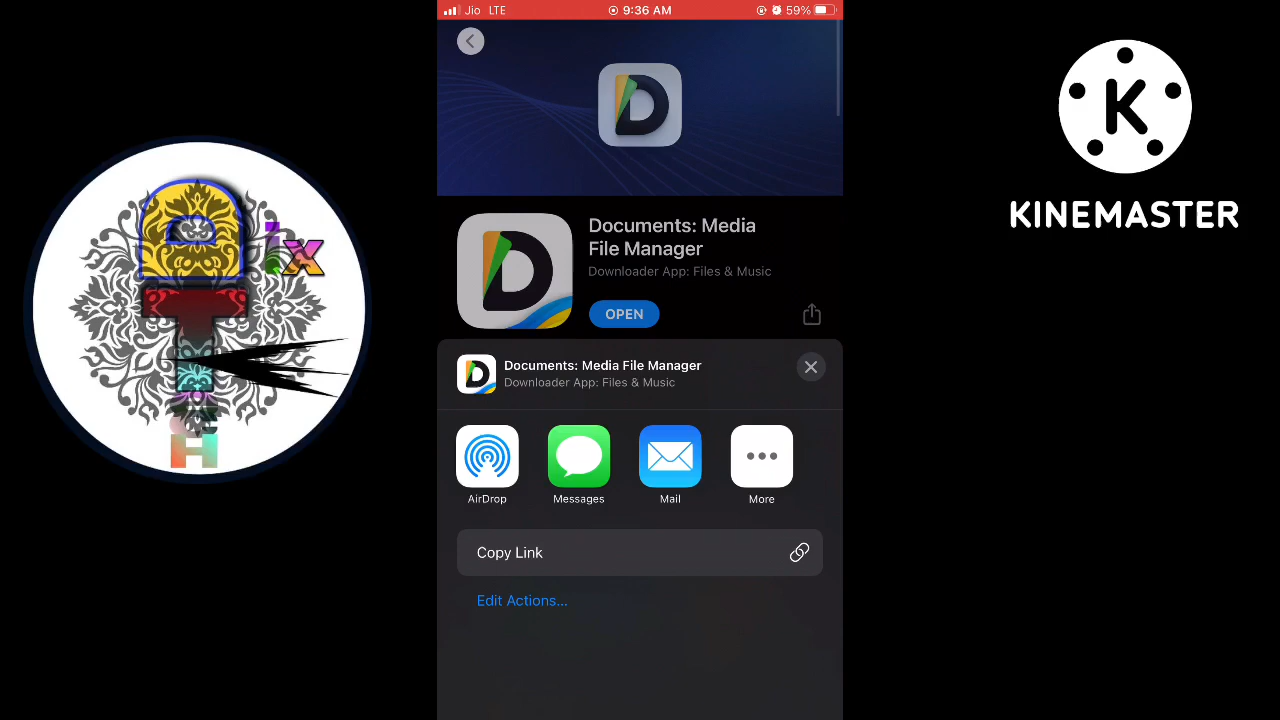 Jio LTE 9:36 AM 59%
Documents: Media
File Manager
Downloader App: Files & Music
OPEN
Documents: Media File Manager
Downloader App: Files & Music
AirDrop Messages Mail More
Copy Link
Edit Actions...
ix
T
H
K
KINEMASTER